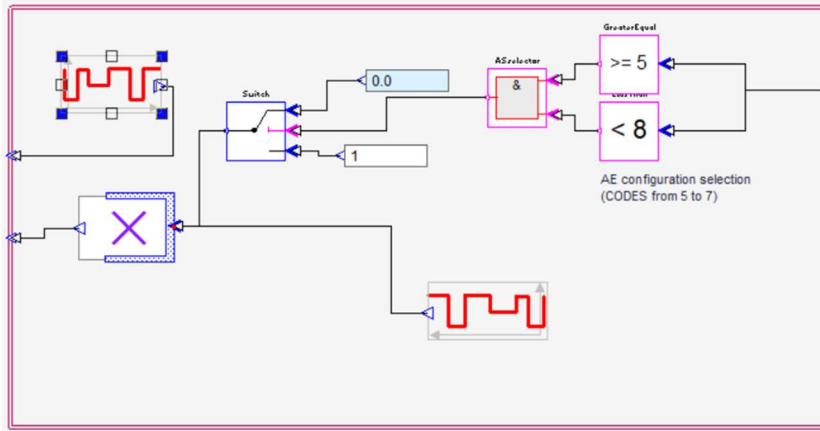 GreaterEqual
ASselector
>= 5
0.0
&
Switch
< 8
1
AE configuration selection
(CODES from 5 to 7)